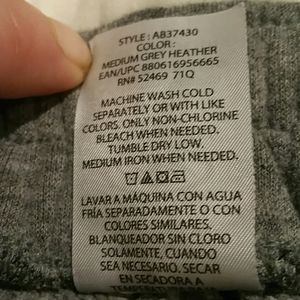 STYLE : AB37430
COLOR :
MEDIUM GREY HEATHER
EAN/UPC 880616956665
RN# 52469 71Q
MACHINE WASH COLD
SEPARATELY OR WITH LIKE
COLORS. ONLY NON-CHLORINE
BLEACH WHEN NEEDED.
TUMBLE DRY LOW.
MEDIUM IRON WHEN NEEDED.
LAVAR A MÁQUINA CON AGUA
FRÍA SEPARADAMENTE O CON
COLORES SIMILARES.
BLANQUEADOR SIN CLORO
SOLAMENTE, CUANDO
SEA NECESARIO. SECAR
EN SECADORA A
TEMPERATURA BAJA